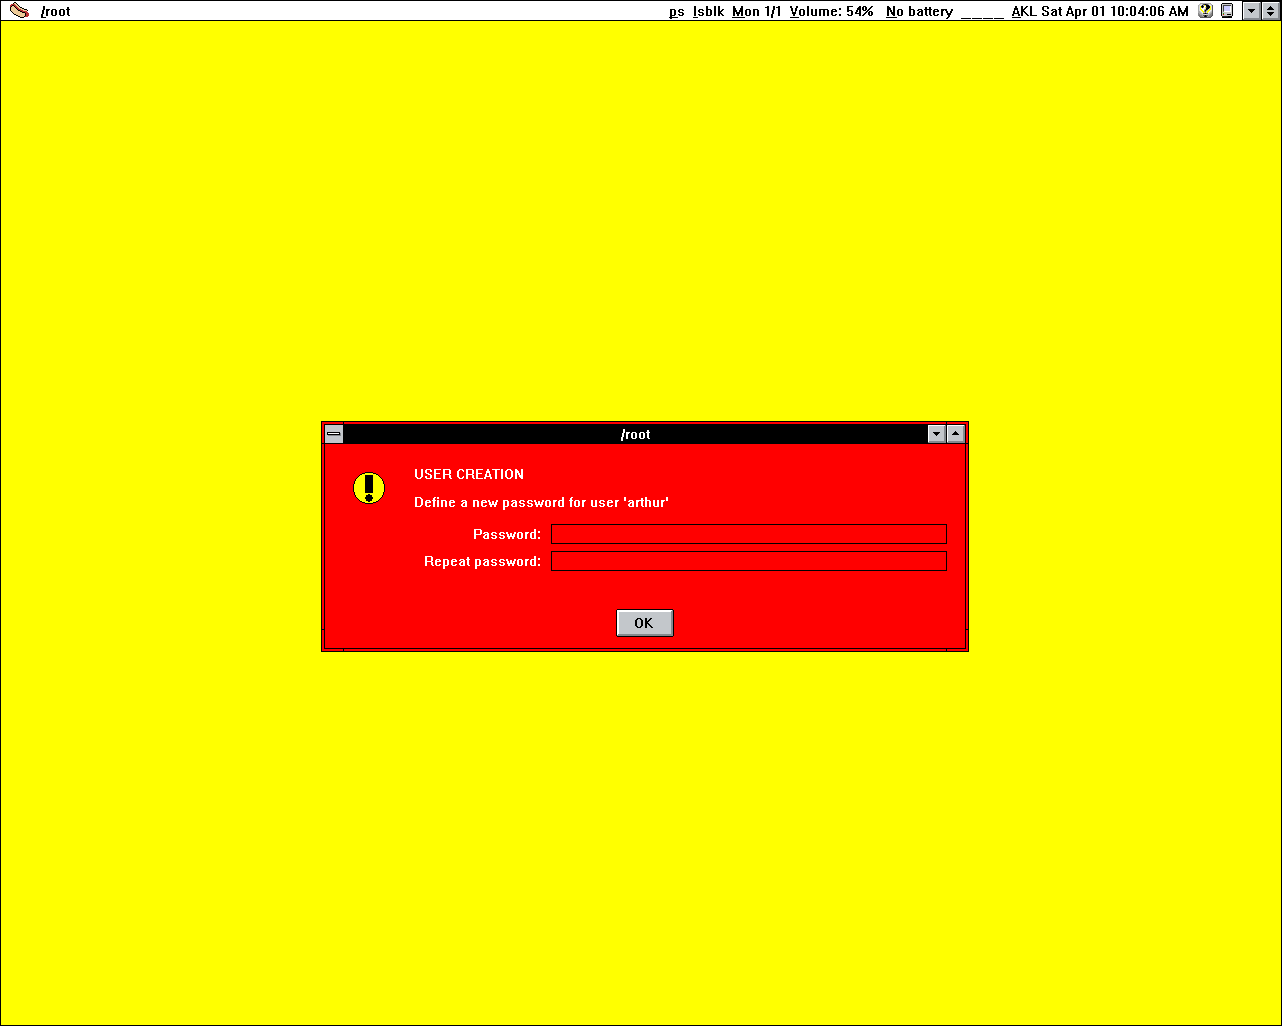 /root
ps lsblk Mon 1/1 Volume: 54% No battery ____ AKL Sat Apr 01 10:04:06 AM
/root
USER CREATION
Define a new password for user 'arthur'
Password:
Repeat password:
OK